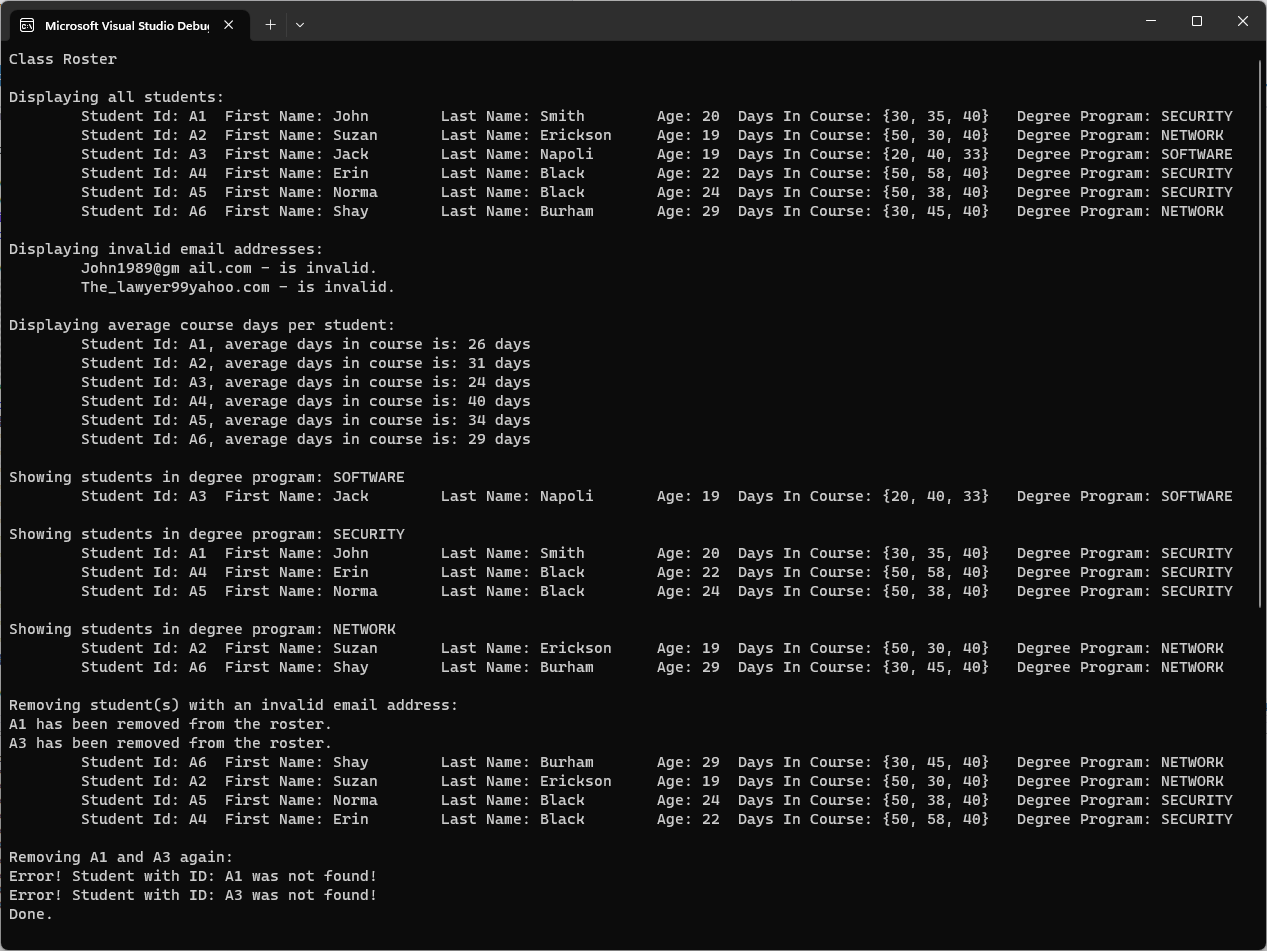 Microsoft Visual Studio Debug
Class Roster
Displaying all students:
Student Id: A1  First Name: John        Last Name: Smith        Age: 20  Days In Course: {30, 35, 40}   Degree Program: SECURITY
Student Id: A2  First Name: Suzan       Last Name: Erickson     Age: 19  Days In Course: {50, 30, 40}   Degree Program: NETWORK
Student Id: A3  First Name: Jack        Last Name: Napoli       Age: 19  Days In Course: {20, 40, 33}   Degree Program: SOFTWARE
Student Id: A4  First Name: Erin        Last Name: Black        Age: 22  Days In Course: {50, 58, 40}   Degree Program: SECURITY
Student Id: A5  First Name: Norma       Last Name: Black        Age: 24  Days In Course: {50, 38, 40}   Degree Program: SECURITY
Student Id: A6  First Name: Shay        Last Name: Burham       Age: 29  Days In Course: {30, 45, 40}   Degree Program: NETWORK
Displaying invalid email addresses:
John1989@gm ail.com - is invalid.
The_lawyer99yahoo.com - is invalid.
Displaying average course days per student:
Student Id: A1, average days in course is: 26 days
Student Id: A2, average days in course is: 31 days
Student Id: A3, average days in course is: 24 days
Student Id: A4, average days in course is: 40 days
Student Id: A5, average days in course is: 34 days
Student Id: A6, average days in course is: 29 days
Showing students in degree program: SOFTWARE
Student Id: A3  First Name: Jack        Last Name: Napoli       Age: 19  Days In Course: {20, 40, 33}   Degree Program: SOFTWARE
Showing students in degree program: SECURITY
Student Id: A1  First Name: John        Last Name: Smith        Age: 20  Days In Course: {30, 35, 40}   Degree Program: SECURITY
Student Id: A4  First Name: Erin        Last Name: Black        Age: 22  Days In Course: {50, 58, 40}   Degree Program: SECURITY
Student Id: A5  First Name: Norma       Last Name: Black        Age: 24  Days In Course: {50, 38, 40}   Degree Program: SECURITY
Showing students in degree program: NETWORK
Student Id: A2  First Name: Suzan       Last Name: Erickson     Age: 19  Days In Course: {50, 30, 40}   Degree Program: NETWORK
Student Id: A6  First Name: Shay        Last Name: Burham       Age: 29  Days In Course: {30, 45, 40}   Degree Program: NETWORK
Removing student(s) with an invalid email address:
A1 has been removed from the roster.
A3 has been removed from the roster.
Student Id: A6  First Name: Shay        Last Name: Burham       Age: 29  Days In Course: {30, 45, 40}   Degree Program: NETWORK
Student Id: A2  First Name: Suzan       Last Name: Erickson     Age: 19  Days In Course: {50, 30, 40}   Degree Program: NETWORK
Student Id: A5  First Name: Norma       Last Name: Black        Age: 24  Days In Course: {50, 38, 40}   Degree Program: SECURITY
Student Id: A4  First Name: Erin        Last Name: Black        Age: 22  Days In Course: {50, 58, 40}   Degree Program: SECURITY
Removing A1 and A3 again:
Error! Student with ID: A1 was not found!
Error! Student with ID: A3 was not found!
Done.